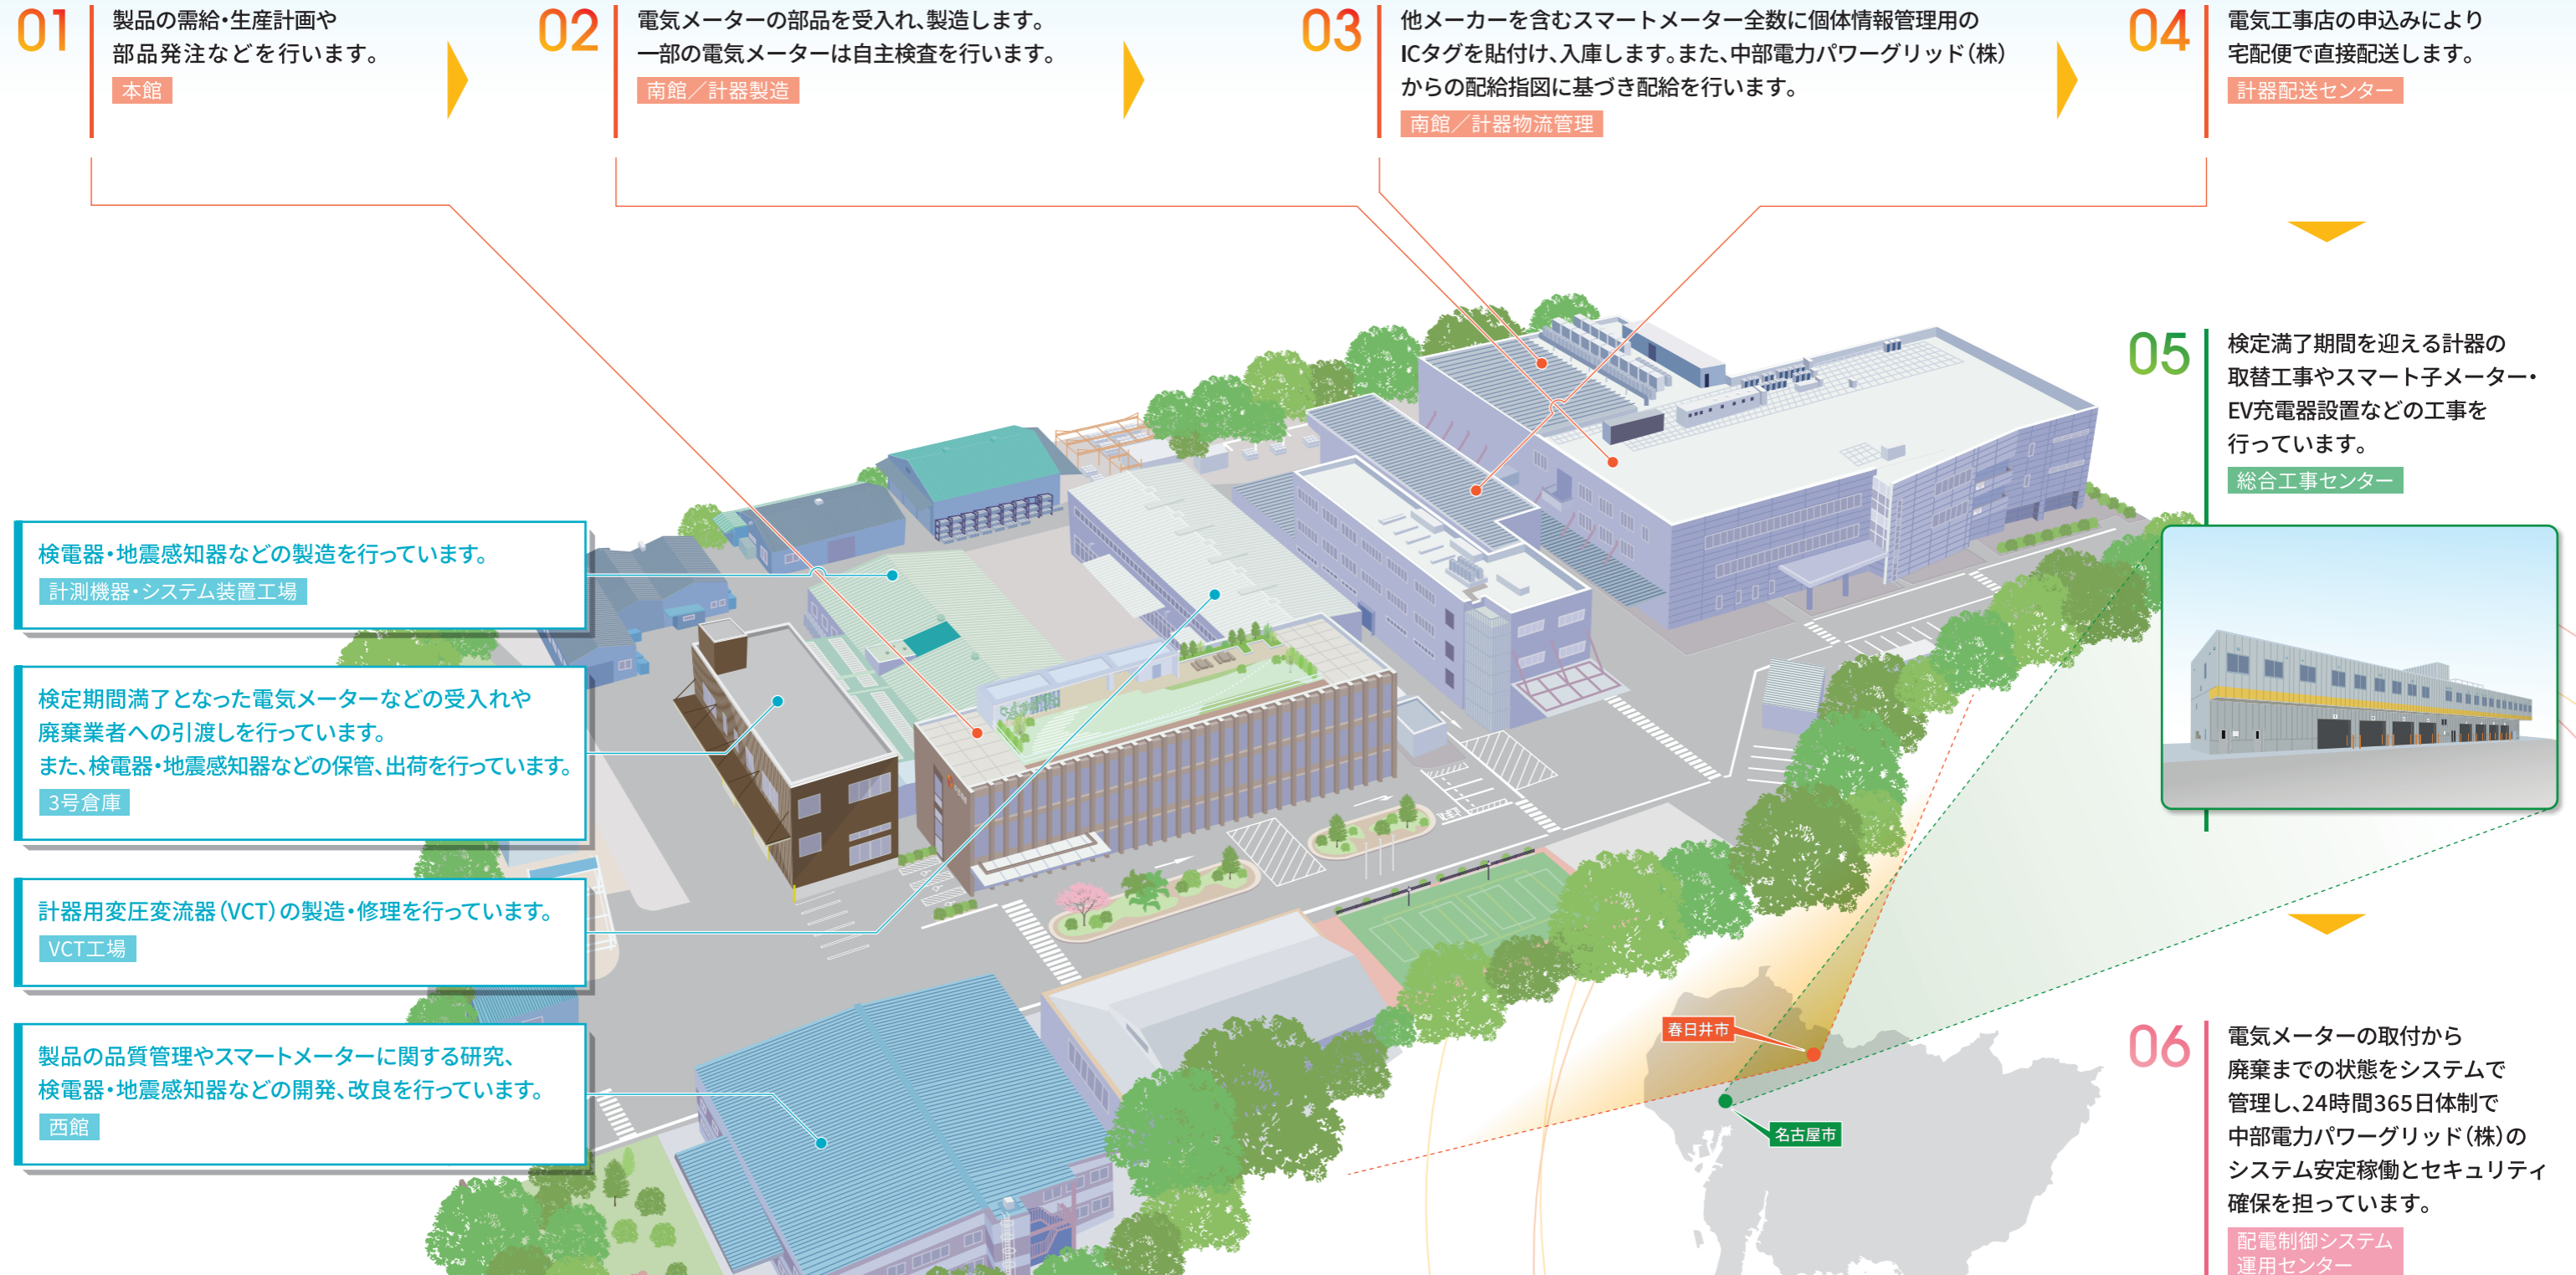 01
製品の需給・生産計画や
部品発注などを行います。
本館
02
電気メーターの部品を受入れ、製造します。
一部の電気メーターは自主検査を行います。
南館／計器製造
03
他メーカーを含むスマートメーター全数に個体情報管理用の
ICタグを貼付け、入庫します。また、中部電力パワーグリッド（株）
からの配給指図に基づき配給を行います。
南館／計器物流管理
04
電気工事店の申込みにより
宅配便で直接配送します。
計器配送センター
05
検定満了期間を迎える計器の
取替工事やスマート子メーター・
EV充電器設置などの工事を
行っています。
総合工事センター
検電器・地震感知器などの製造を行っています。
計測機器・システム装置工場
検定期間満了となった電気メーターなどの受入れや
廃棄業者への引渡しを行っています。
また、検電器・地震感知器などの保管、出荷を行っています。
3号倉庫
計器用変圧変流器（VCT）の製造・修理を行っています。
VCT工場
製品の品質管理やスマートメーターに関する研究、
検電器・地震感知器などの開発、改良を行っています。
西館
春日井市
名古屋市
06
電気メーターの取付から
廃棄までの状態をシステムで
管理し、24時間365日体制で
中部電力パワーグリッド（株）の
システム安定稼働とセキュリティ
確保を担っています。
配電制御システム
運用センター